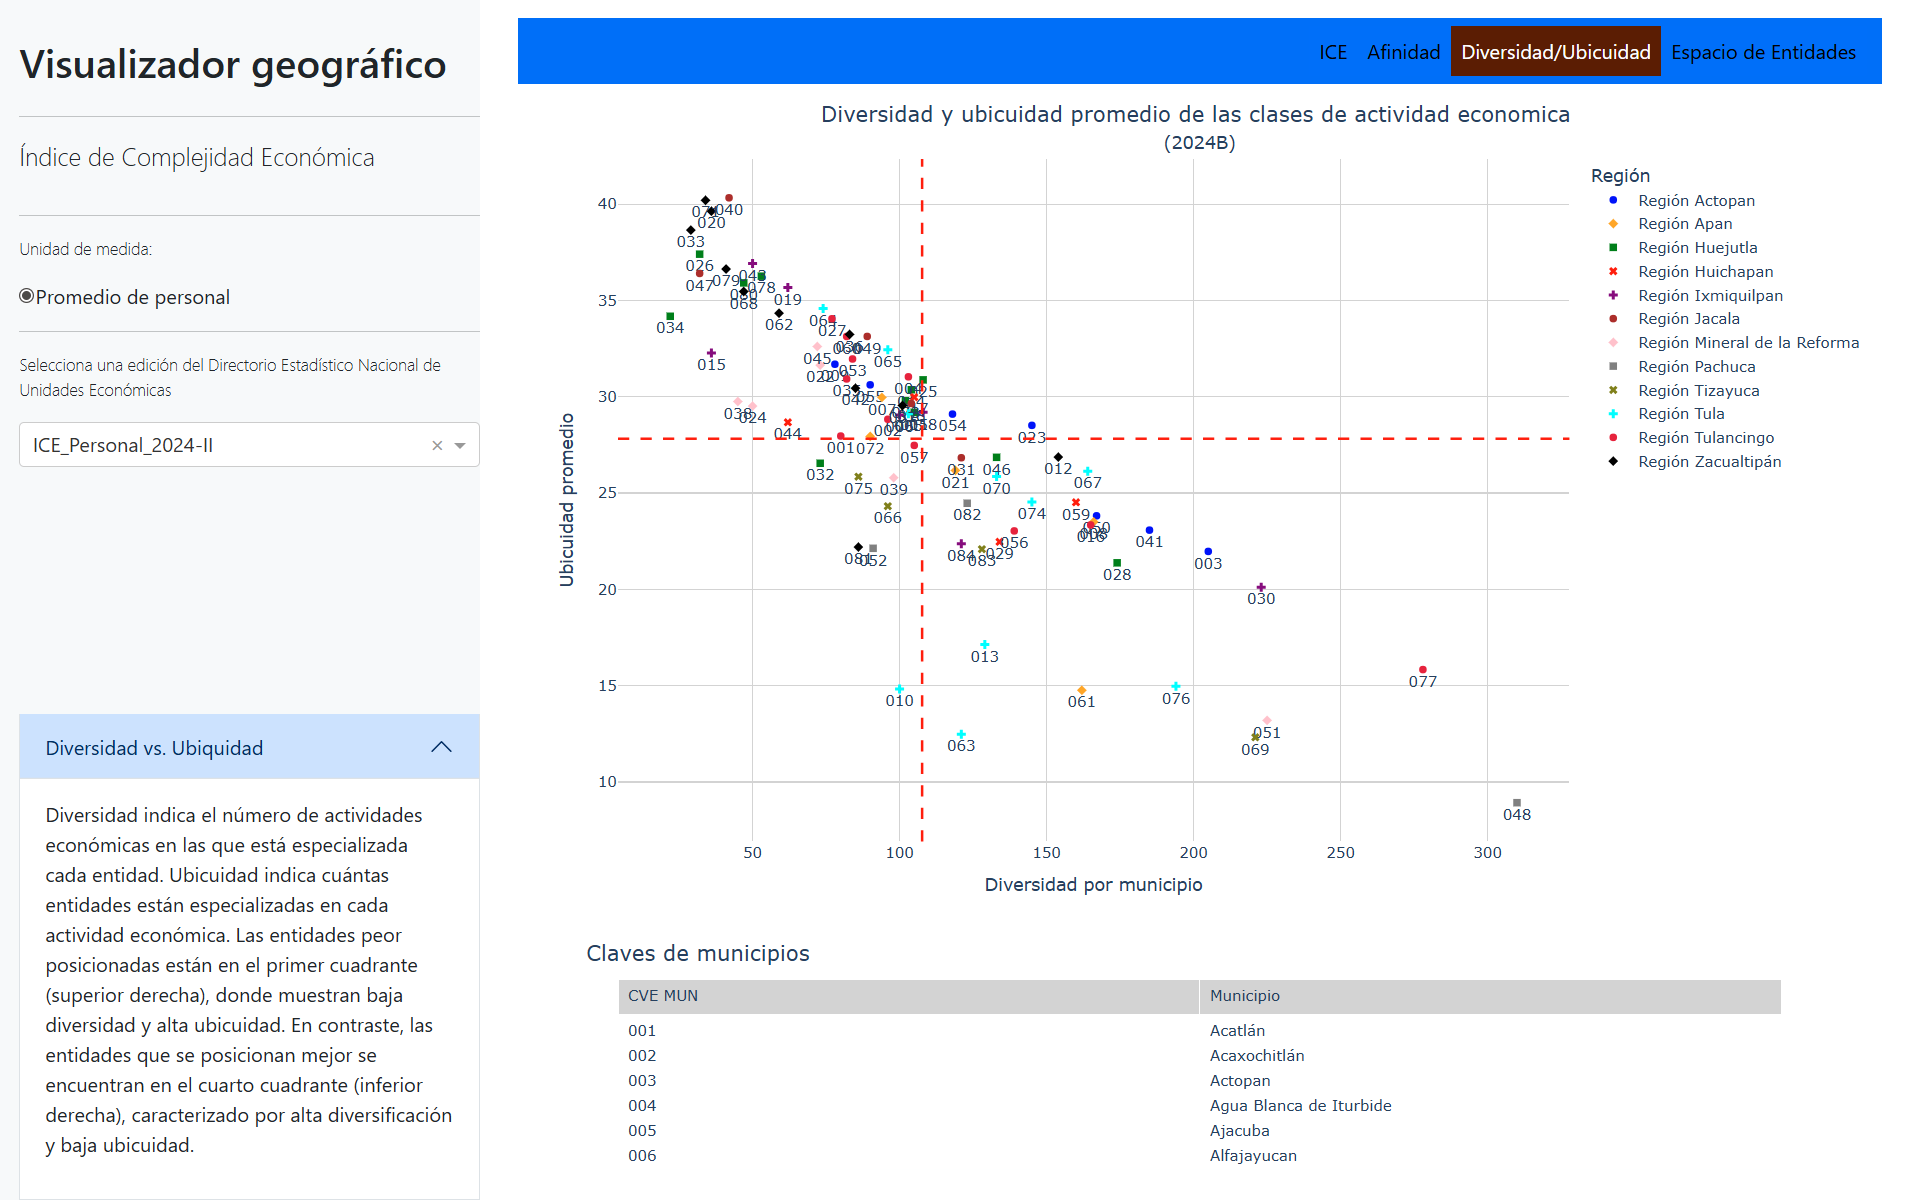 Visualizador geográfico
Índice de Complejidad Económica
Unidad de medida:
Promedio de personal
Selecciona una edición del Directorio Estadístico Nacional de
Unidades Económicas
ICE_Personal_2024-II
Diversidad vs. Ubiquidad
Diversidad indica el número de actividades
económicas en las que está especializada
cada entidad. Ubicuidad indica cuántas
entidades están especializadas en cada
actividad económica. Las entidades peor
posicionadas están en el primer cuadrante
(superior derecha), donde muestran baja
diversidad y alta ubicuidad. En contraste, las
entidades que se posicionan mejor se
encuentran en el cuarto cuadrante (inferior
derecha), caracterizado por alta diversificación
y baja ubicuidad.
ICE Afinidad Diversidad/Ubicuidad Espacio de Entidades
Diversidad y ubicuidad promedio de las clases de actividad economica
(2024B)
Ubicuidad promedio
40
35
30
25
20
15
10
040
020
033
026
047
079
078
068
019
062
034
015
027
049
065
045
022
053
042
038
024
044
002
054
023
001
072
057
032
075
039
066
031
021
046
070
012
067
082
074
059
016
041
003
056
029
084
083
081
052
028
030
013
010
061
076
063
077
051
069
048
50 100 150 200 250 300
Diversidad por municipio
Región
Región Actopan
Región Apan
Región Huejutla
Región Huichapan
Región Ixmiquilpan
Región Jacala
Región Mineral de la Reforma
Región Pachuca
Región Tizayuca
Región Tula
Región Tulancingo
Región Zacualtipán
Claves de municipios
CVE MUN Municipio
001 Acatlán
002 Acaxochitlán
003 Actopan
004 Agua Blanca de Iturbide
005 Ajacuba
006 Alfajayucan